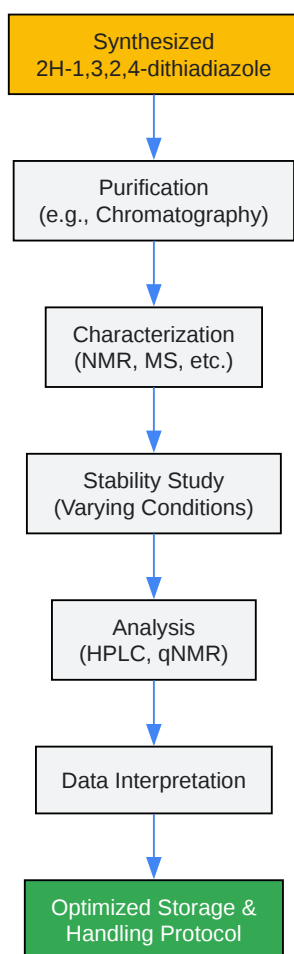 Synthesized
2H-1,3,2,4-dithiadiazole
Purification
(e.g., Chromatography)
Characterization
(NMR, MS, etc.)
Stability Study
(Varying Conditions)
Analysis
(HPLC, qNMR)
Data Interpretation
Optimized Storage &
Handling Protocol